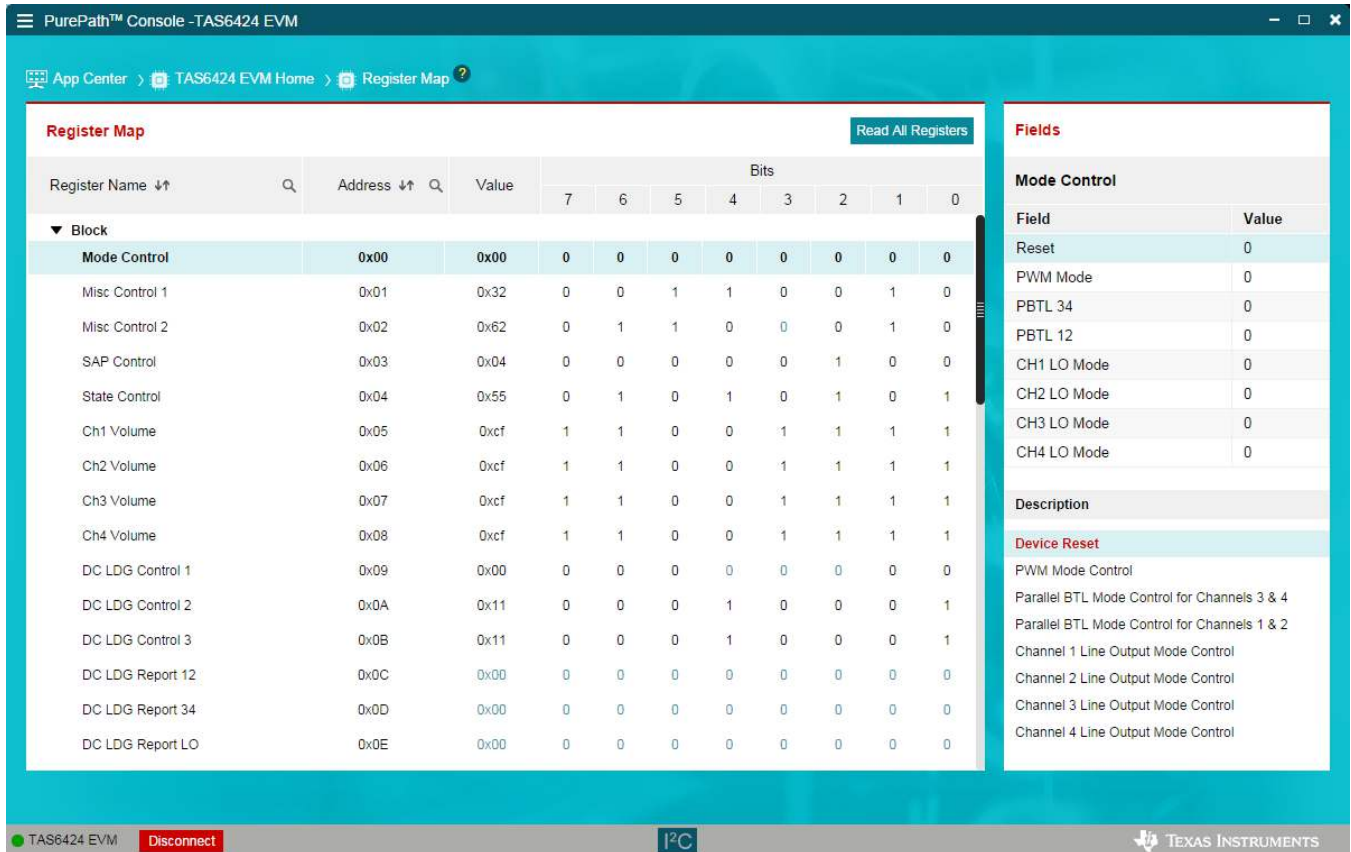 PurePath™ Console -TAS6424 EVM
App Center > TAS6424 EVM Home > Register Map ?
Register Map
Read All Registers
Register Name Address Value Bits
7 6 5 4 3 2 1 0
Block
Mode Control 0x00 0x00 0 0 0 0 0 0 0 0
Misc Control 1 0x01 0x32 0 0 1 1 0 0 1 0
Misc Control 2 0x02 0x62 0 1 1 0 0 0 1 0
SAP Control 0x03 0x04 0 0 0 0 0 1 0 0
State Control 0x04 0x55 0 1 0 1 0 1 0 1
Ch1 Volume 0x05 0xcf 1 1 0 0 1 1 1 1
Ch2 Volume 0x06 0xcf 1 1 0 0 1 1 1 1
Ch3 Volume 0x07 0xcf 1 1 0 0 1 1 1 1
Ch4 Volume 0x08 0xcf 1 1 0 0 1 1 1 1
DC LDG Control 1 0x09 0x00 0 0 0 0 0 0 0 0
DC LDG Control 2 0x0A 0x11 0 0 0 1 0 0 0 1
DC LDG Control 3 0x0B 0x11 0 0 0 1 0 0 0 1
DC LDG Report 12 0x0C 0x00 0 0 0 0 0 0 0 0
DC LDG Report 34 0x0D 0x00 0 0 0 0 0 0 0 0
DC LDG Report LO 0x0E 0x00 0 0 0 0 0 0 0 0
Fields
Mode Control
Field Value
Reset 0
PWM Mode 0
PBTL 34 0
PBTL 12 0
CH1 LO Mode 0
CH2 LO Mode 0
CH3 LO Mode 0
CH4 LO Mode 0
Description
Device Reset
PWM Mode Control
Parallel BTL Mode Control for Channels 3 & 4
Parallel BTL Mode Control for Channels 1 & 2
Channel 1 Line Output Mode Control
Channel 2 Line Output Mode Control
Channel 3 Line Output Mode Control
Channel 4 Line Output Mode Control
TAS6424 EVM Disconnect I²C TEXAS INSTRUMENTS